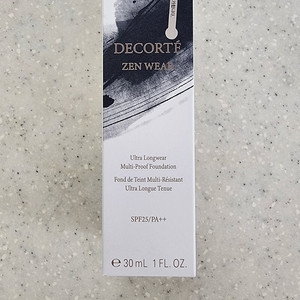 DECORTÉ
ZEN WEAR
Ultra Longwear
Multi-Proof Foundation
Fond de Teint Multi-Résistant
Ultra Longue Tenue
SPF25/PA++
℮ 30 mL 1 FL. OZ.